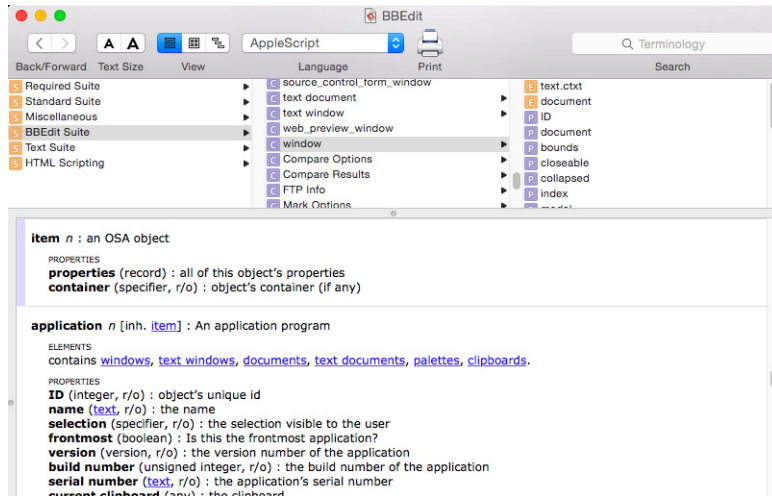 BBEdit
A A
AppleScript
Terminology
Back/Forward Text Size View Language Print Search
S Required Suite
S Standard Suite
S Miscellaneous
S BBEdit Suite
S Text Suite
S HTML Scripting
C source_control_form_window
C text document
C text window
C web_preview_window
C window
C Compare Options
C Compare Results
C FTP Info
C Mark Options
E text.ctxt
E document
P ID
P document
P bounds
P closeable
P collapsed
P index
item n : an OSA object
PROPERTIES
properties (record) : all of this object's properties
container (specifier, r/o) : object's container (if any)
application n [inh. item] : An application program
ELEMENTS
contains windows, text windows, documents, text documents, palettes, clipboards.
PROPERTIES
ID (integer, r/o) : object's unique id
name (text, r/o) : the name
selection (specifier, r/o) : the selection visible to the user
frontmost (boolean) : Is this the frontmost application?
version (version, r/o) : the version number of the application
build number (unsigned integer, r/o) : the build number of the application
serial number (text, r/o) : the application's serial number
current clipboard (any) : the clipboard